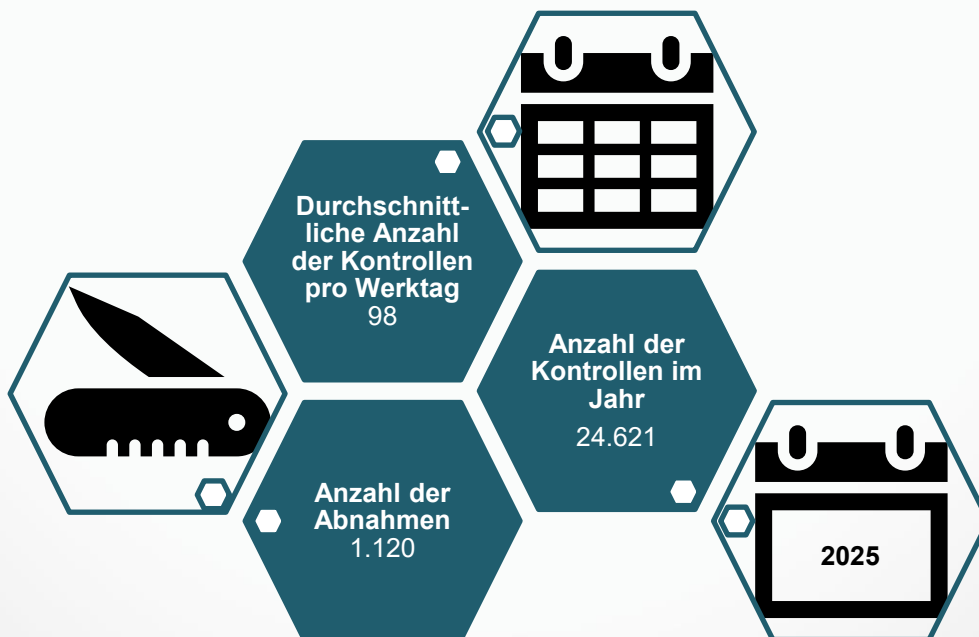 Durchschnitt-
liche Anzahl
der Kontrollen
pro Werktag
98
Anzahl der
Kontrollen im
Jahr
24.621
Anzahl der
Abnahmen
1.120
2025